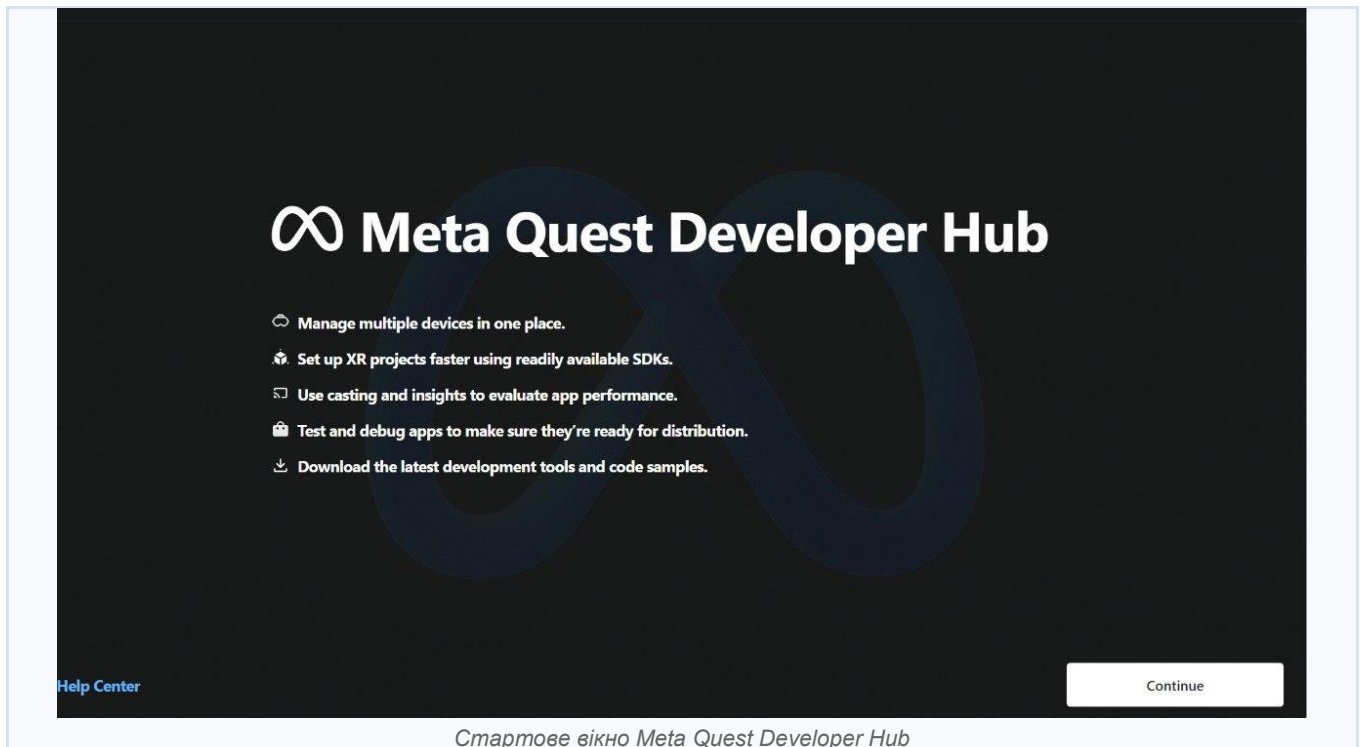 Meta Quest Developer Hub
Manage multiple devices in one place.
Set up XR projects faster using readily available SDKs.
Use casting and insights to evaluate app performance.
Test and debug apps to make sure they’re ready for distribution.
Download the latest development tools and code samples.
Help Center
Continue
Стартове вікно Meta Quest Developer Hub